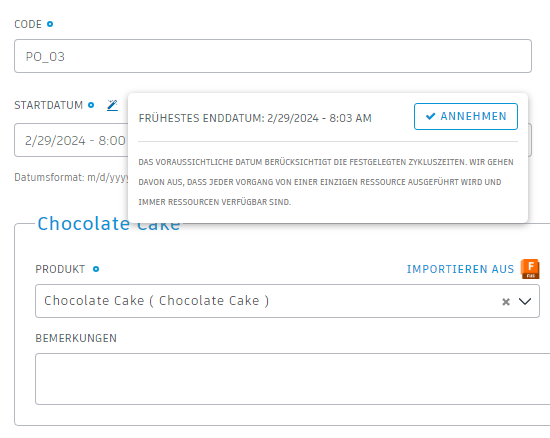 CODE
PO_03
STARTDATUM
2/29/2024 - 8:00
FRÜHESTES ENDDATUM: 2/29/2024 - 8:03 AM
ANNEHMEN
DAS VORAUSSICHTLICHE DATUM BERÜCKSICHTIGT DIE FESTGELEGTEN ZYKLUSZEITEN. WIR GEHEN
DAVON AUS, DASS JEDER VORGANG VON EINER EINZIGEN RESSOURCE AUSGEFÜHRT WIRD UND
IMMER RESSOURCEN VERFÜGBAR SIND.
Datumsformat: m/d/yyyy
Chocolate Cake
PRODUKT
IMPORTIEREN AUS
Chocolate Cake ( Chocolate Cake )
BEMERKUNGEN